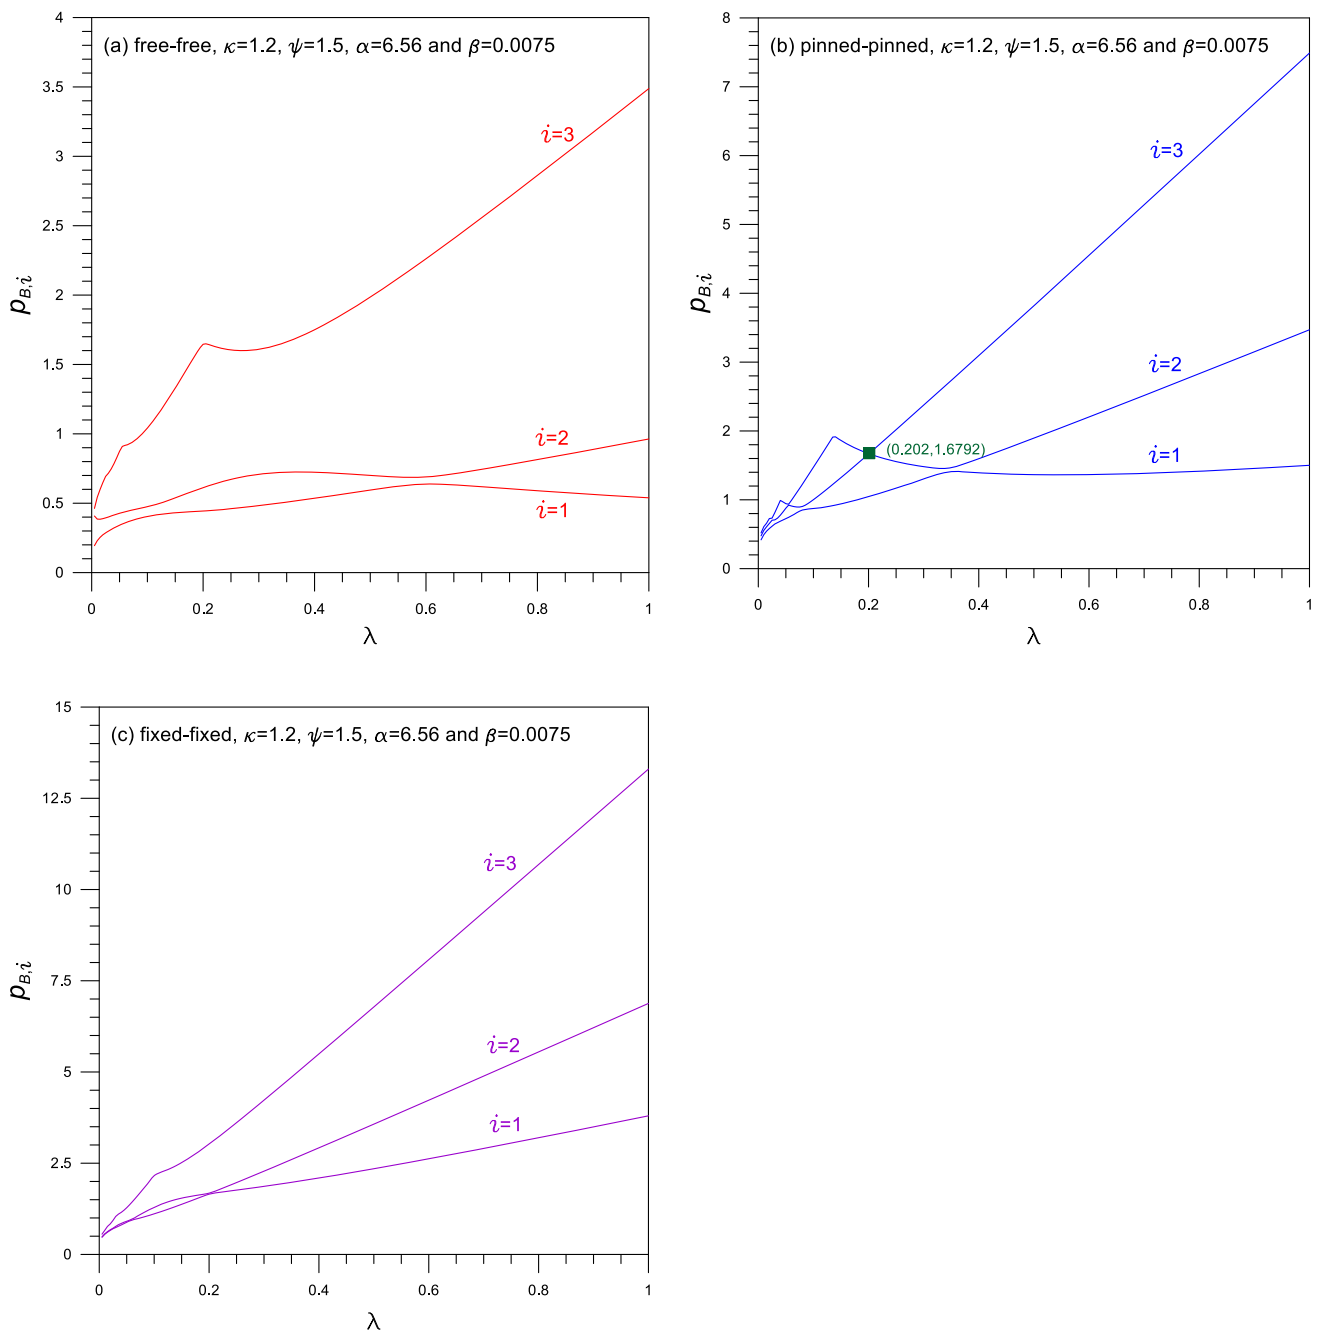 (a) free-free, κ=1.2, ψ=1.5, α=6.56 and β=0.0075
4
3.5
3
2.5
2
1.5
1
0.5
0
p_{B,i}
i=3
i=2
i=1
0 0.2 0.4 0.6 0.8 1
λ
(b) pinned-pinned, κ=1.2, ψ=1.5, α=6.56 and β=0.0075
8
7
6
5
4
3
2
1
0
p_{B,i}
i=3
i=2
(0.202,1.6792)
i=1
0 0.2 0.4 0.6 0.8 1
λ
(c) fixed-fixed, κ=1.2, ψ=1.5, α=6.56 and β=0.0075
15
12.5
10
7.5
5
2.5
0
p_{B,i}
i=3
i=2
i=1
0 0.2 0.4 0.6 0.8 1
λ